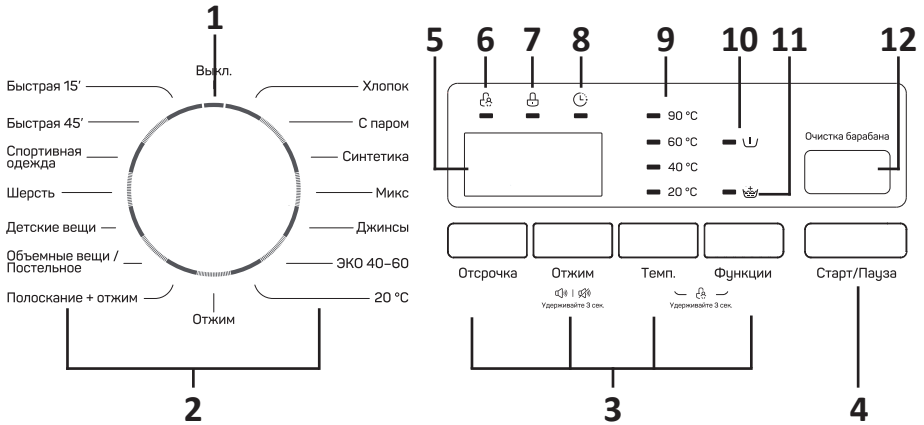 1
Выкл.
Быстрая 15’
Хлопок
Быстрая 45’
С паром
Спортивная
одежда
Синтетика
Шерсть
Микс
Детские вещи
Джинсы
Объемные вещи /
Постельное
ЭКО 40–60
Полоскание + отжим
20 °C
Отжим
2
5
6
7
8
9
10
11
12
90 °C
60 °C
40 °C
20 °C
Очистка барабана
Отсрочка
Отжим
Темп.
Функции
Старт/Пауза
Удерживайте 3 сек.
Удерживайте 3 сек.
3
4